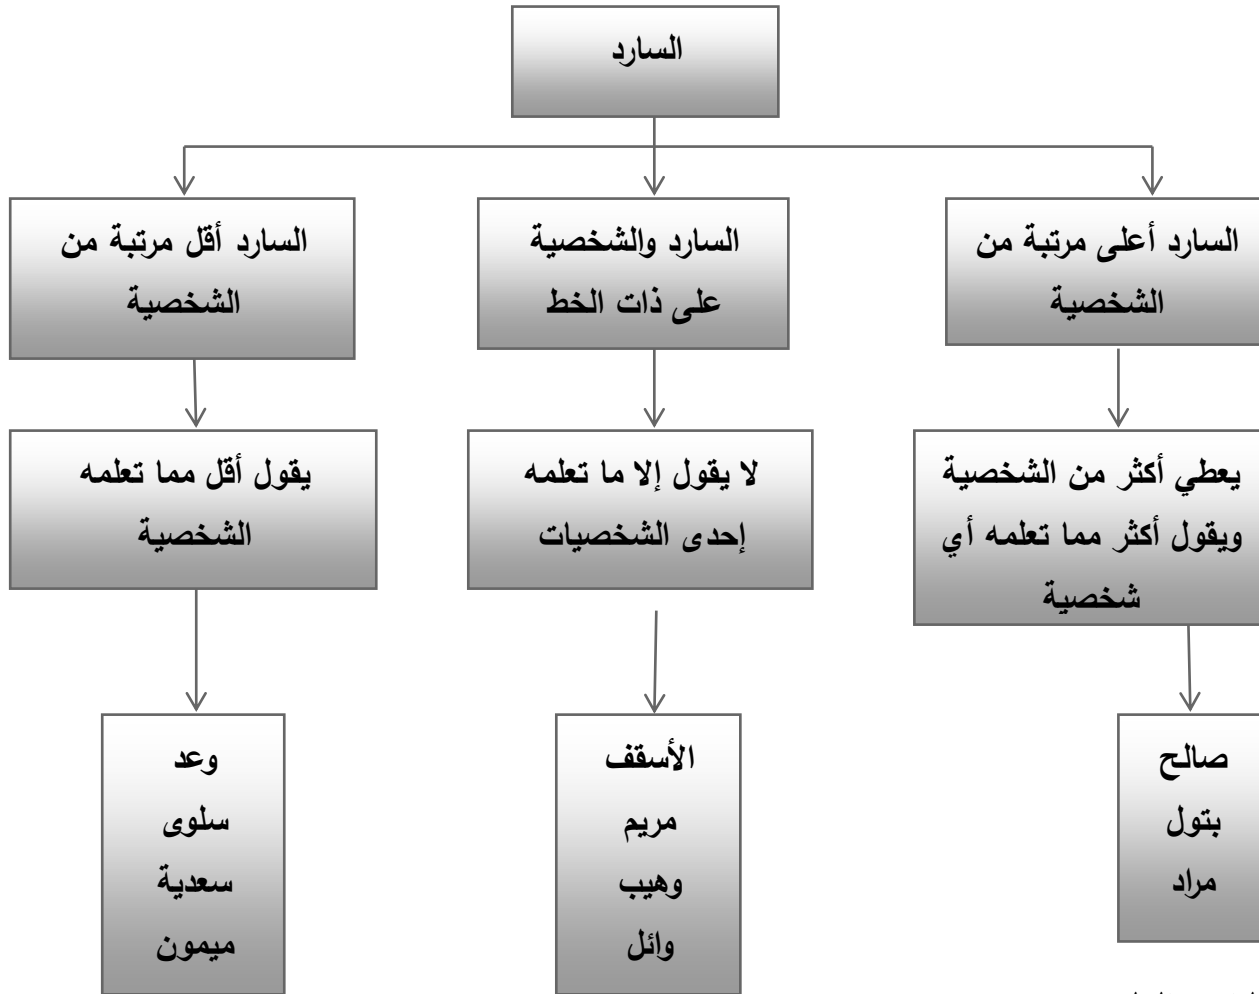 السارد
السارد أعلى مرتبة من
الشخصية
السارد والشخصية
على ذات الخط
السارد أقل مرتبة من
الشخصية
يعطي أكثر من الشخصية
ويقول أكثر مما تعلمه أي
شخصية
لا يقول إلا ما تعلمه
إحدى الشخصيات
يقول أقل مما تعلمه
الشخصية
صالح
بتول
مراد
الأسقف
مريم
وهيب
وائل
وعد
سلوى
سعدية
ميمون